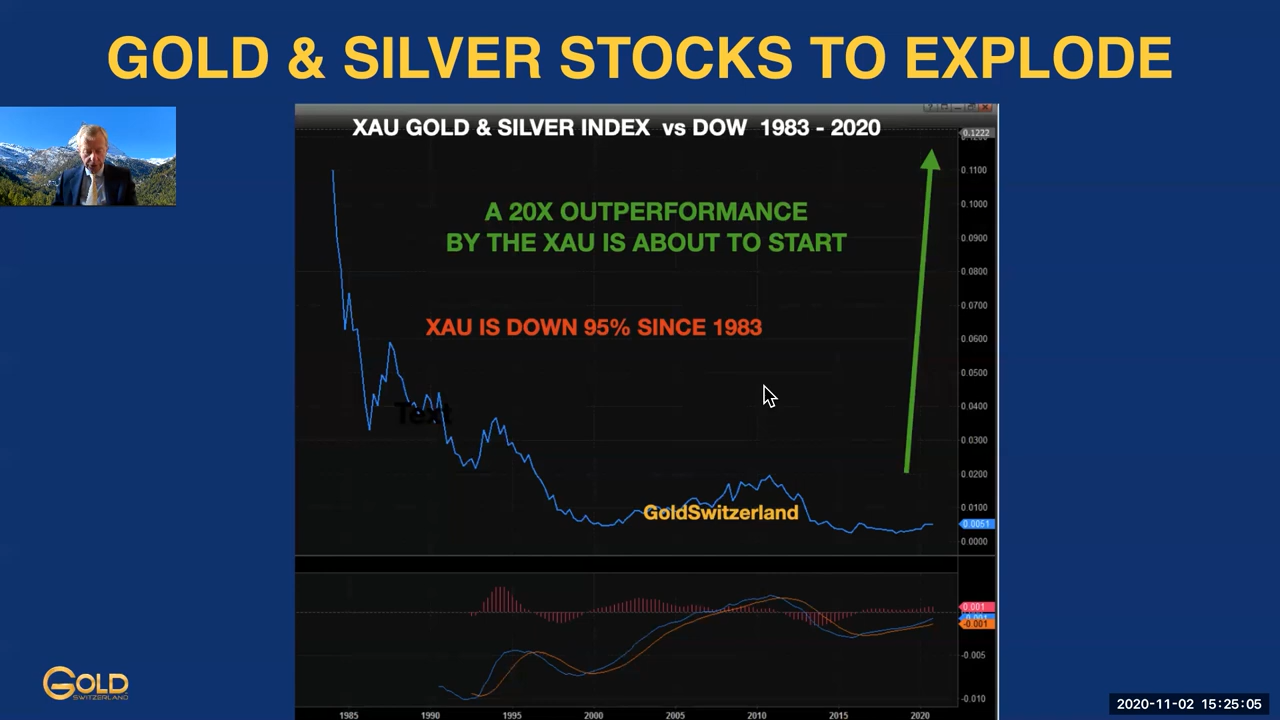 GOLD & SILVER STOCKS TO EXPLODE
XAU GOLD & SILVER INDEX vs DOW 1983 - 2020
0.1222
0.1100
A 20X OUTPERFORMANCE
0.1000
BY THE XAU IS ABOUT TO START
0.0900
0.0800
0.0700
XAU IS DOWN 95% SINCE 1983
0.0600
0.0500
Text
0.0400
0.0300
0.0200
0.0100
GoldSwitzerland
0.0051
0.0000
0.001
-0.001
-0.005
GOLD
SWITZERLAND
-0.010
2020-11-02 15:25:05
1985 1990 1995 2000 2005 2010 2015 2020